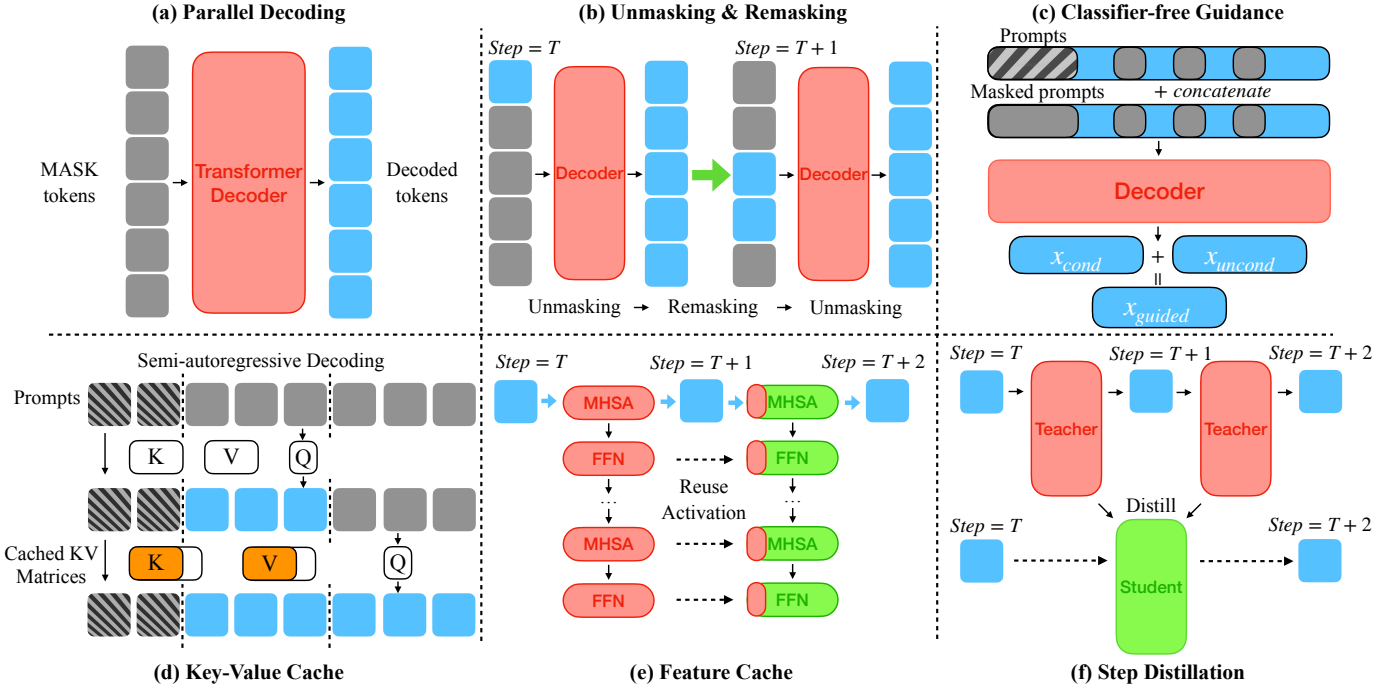 (a) Parallel Decoding
MASK
tokens
Transformer
Decoder
Decoded
tokens
(b) Unmasking & Remasking
Step = T
Step = T + 1
Decoder
Decoder
Unmasking
Remasking
Unmasking
(c) Classifier-free Guidance
Prompts
Masked prompts
+ concatenate
Decoder
x_cond
+
x_uncond
=
x_guided
Semi-autoregressive Decoding
Prompts
K
V
Q
Cached KV
Matrices
K
V
Q
(d) Key-Value Cache
Step = T
Step = T + 1
Step = T + 2
MHSA
MHSA
FFN
FFN
...
...
Reuse
Activation
MHSA
MHSA
FFN
FFN
(e) Feature Cache
Step = T
Step = T + 1
Step = T + 2
Teacher
Teacher
Distill
Step = T
Step = T + 2
Student
(f) Step Distillation